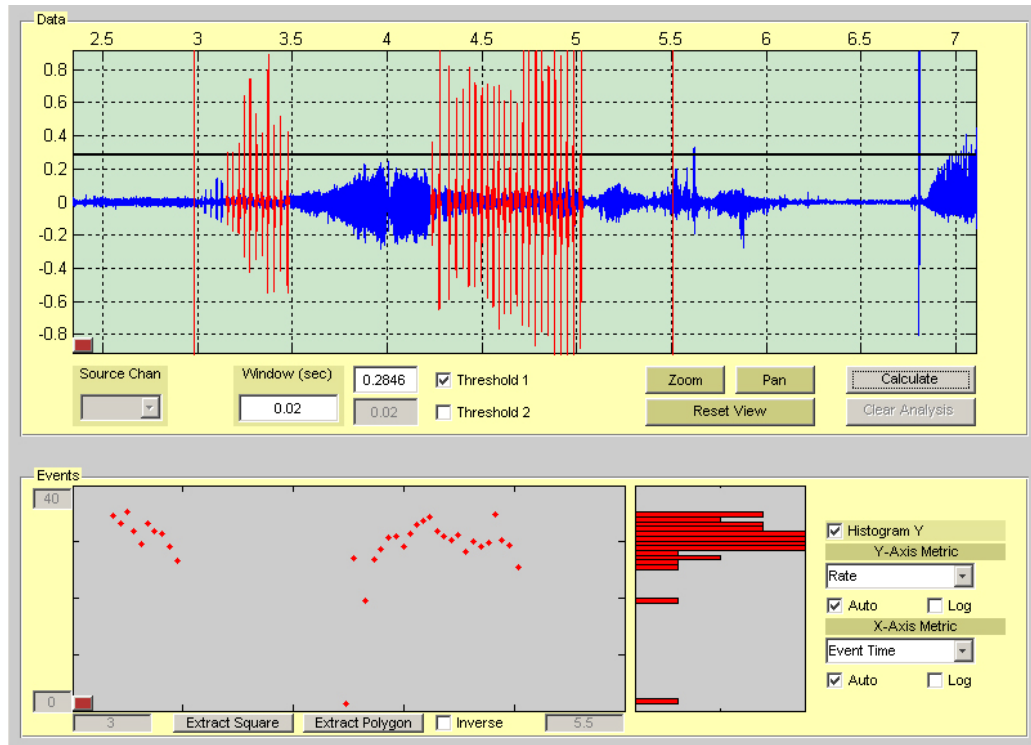 Data
2.5 3 3.5 4 4.5 5 5.5 6 6.5 7
0.8
0.6
0.4
0.2
0
-0.2
-0.4
-0.6
-0.8
Source Chan Window (sec) 0.2846 Threshold 1 Zoom Pan Calculate
0.02 0.02 Threshold 2 Reset View Clear Analysis
Events
40
Histogram Y
Y-Axis Metric
Rate
Auto Log
X-Axis Metric
Event Time
Auto Log
0
3 Extract Square Extract Polygon Inverse 5.5